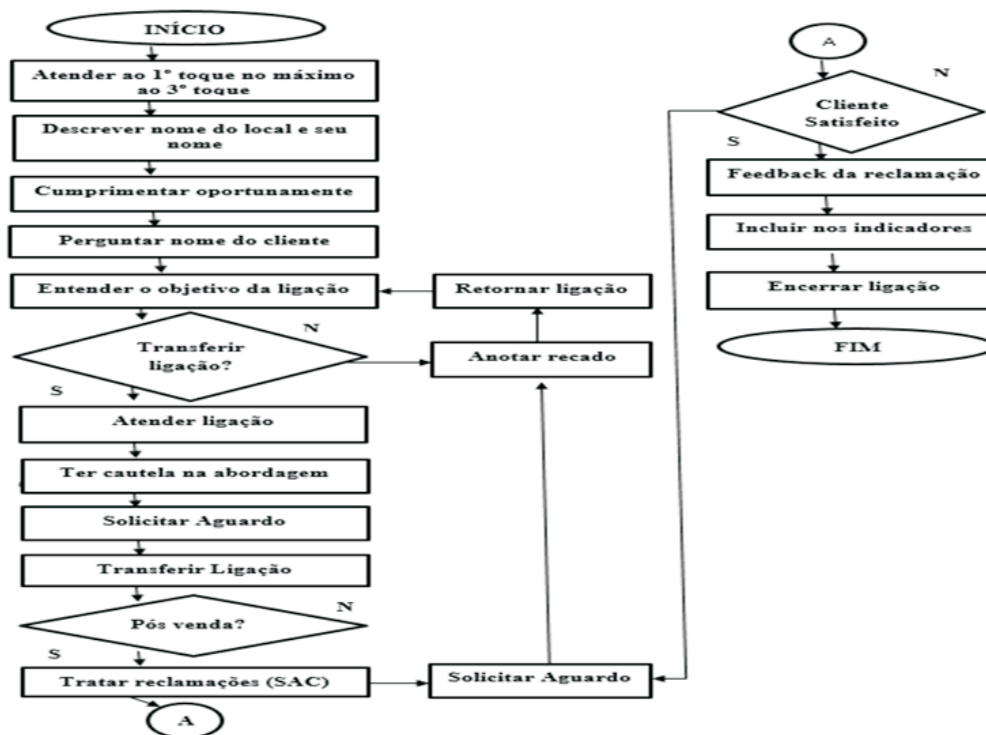 INÍCIO
Atender ao 1º toque no máximo
ao 3º toque
Descrever nome do local e seu
nome
Cumprimentar oportunamente
Perguntar nome do cliente
Entender o objetivo da ligação
Retornar ligação
N
Transferir
ligação?
Anotar recado
S
Atender ligação
Ter cautela na abordagem
Solicitar Aguardo
Transferir Ligação
N
Pós venda?
S
Tratar reclamações (SAC)
Solicitar Aguardo
A
A
N
Cliente
Satisfeito
S
Feedback da reclamação
Incluir nos indicadores
Encerrar ligação
FIM